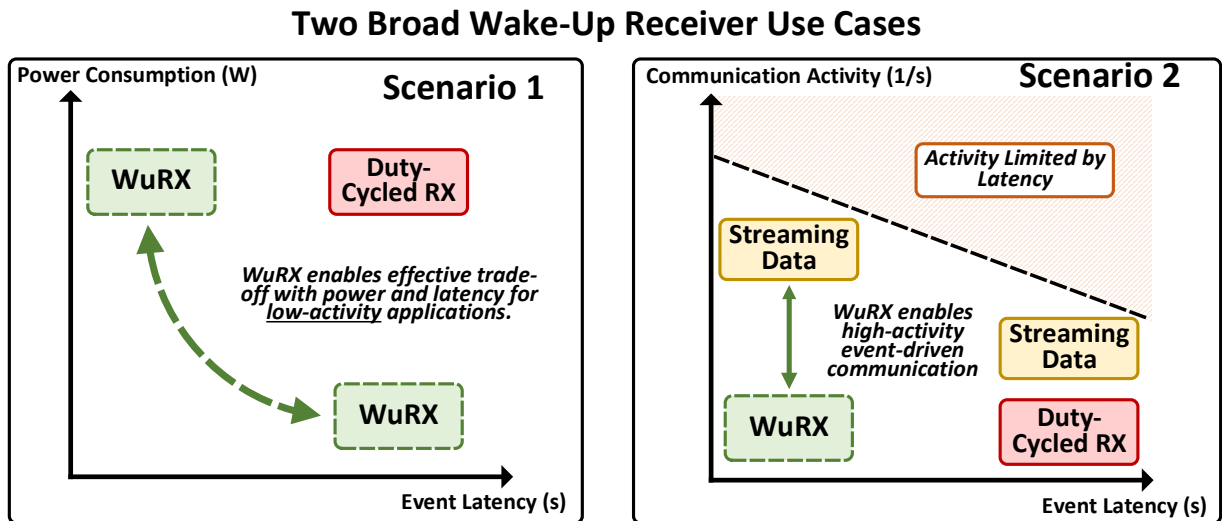 Two Broad Wake-Up Receiver Use Cases
Power Consumption (W)
Scenario 1
WuRX
Duty-
Cycled RX
WuRX enables effective trade-
off with power and latency for
low-activity applications.
WuRX
Event Latency (s)
Communication Activity (1/s)
Scenario 2
Activity Limited by
Latency
Streaming
Data
WuRX enables
high-activity
event-driven
communication
Streaming
Data
WuRX
Duty-
Cycled RX
Event Latency (s)